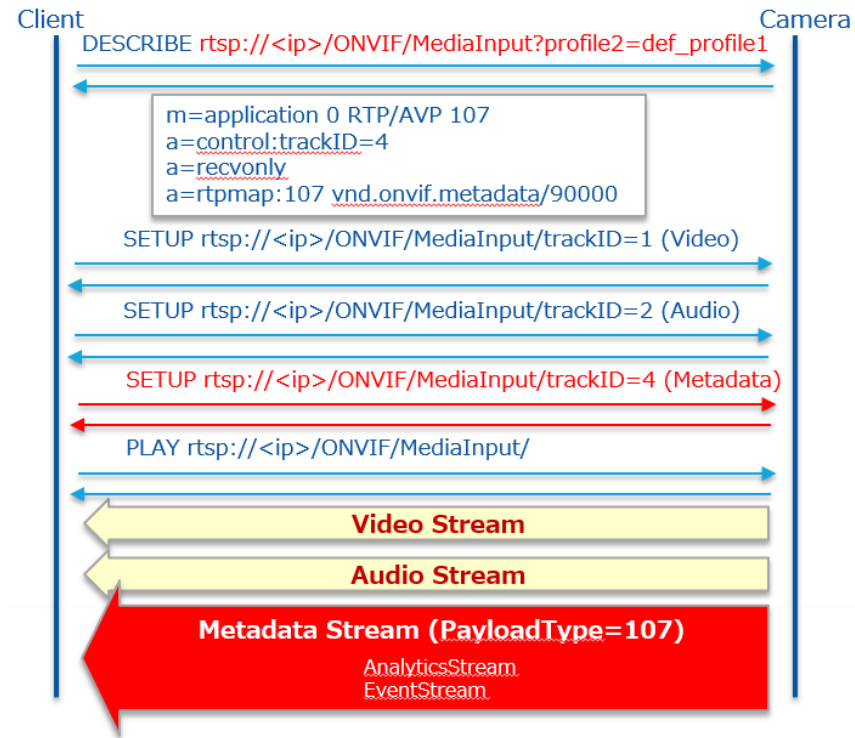 Client
Camera
DESCRIBE rtsp://<ip>/ONVIF/MediaInput?profile2=def_profile1
m=application 0 RTP/AVP 107
a=control:trackID=4
a=recvonly
a=rtpmap:107 vnd.onvif.metadata/90000
SETUP rtsp://<ip>/ONVIF/MediaInput/trackID=1 (Video)
SETUP rtsp://<ip>/ONVIF/MediaInput/trackID=2 (Audio)
SETUP rtsp://<ip>/ONVIF/MediaInput/trackID=4 (Metadata)
PLAY rtsp://<ip>/ONVIF/MediaInput/
Video Stream
Audio Stream
Metadata Stream (PayloadType=107)
AnalyticsStream
EventStream